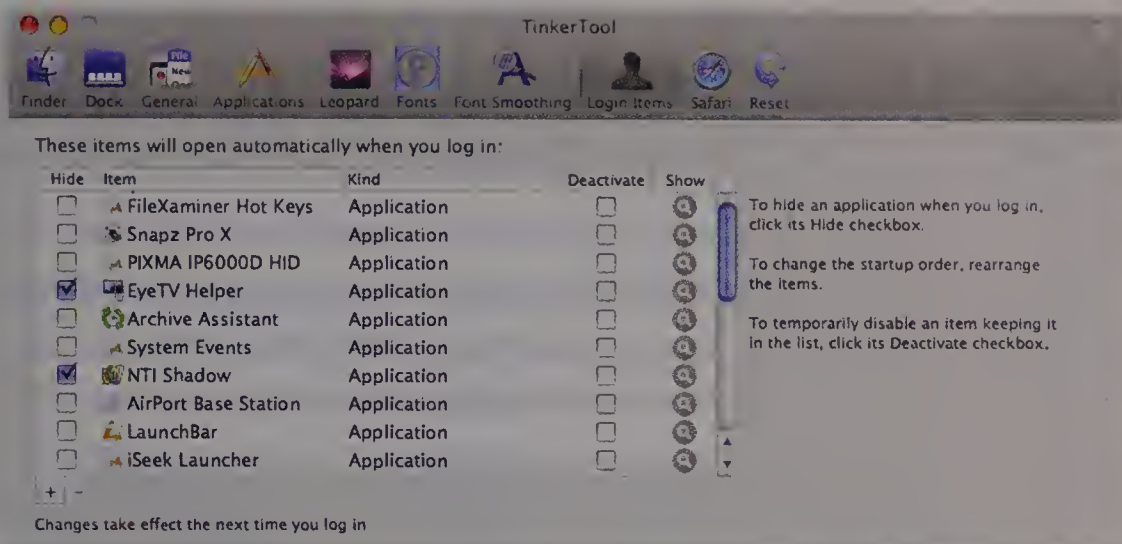 TinkerTool
File
New
Finder Dock General Applications Leopard Fonts Font Smoothing Login Items Safari Reset
These items will open automatically when you log in:
Hide Item Kind Deactivate Show
FileXaminer Hot Keys Application
Snapz Pro X Application
PIXMA IP6000D HID Application
EyeTV Helper Application
Archive Assistant Application
System Events Application
NTI Shadow Application
AirPort Base Station Application
LaunchBar Application
iSeek Launcher Application
To hide an application when you log in,
click its Hide checkbox.
To change the startup order, rearrange
the items.
To temporarily disable an item keeping it
in the list, click its Deactivate checkbox.
+ -
Changes take effect the next time you log in